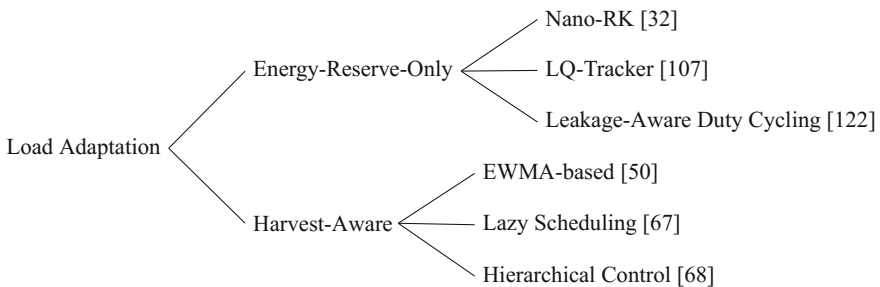 Nano-RK [32]
Energy-Reserve-Only
LQ-Tracker [107]
Leakage-Aware Duty Cycling [122]
Load Adaptation
EWMA-based [50]
Harvest-Aware
Lazy Scheduling [67]
Hierarchical Control [68]